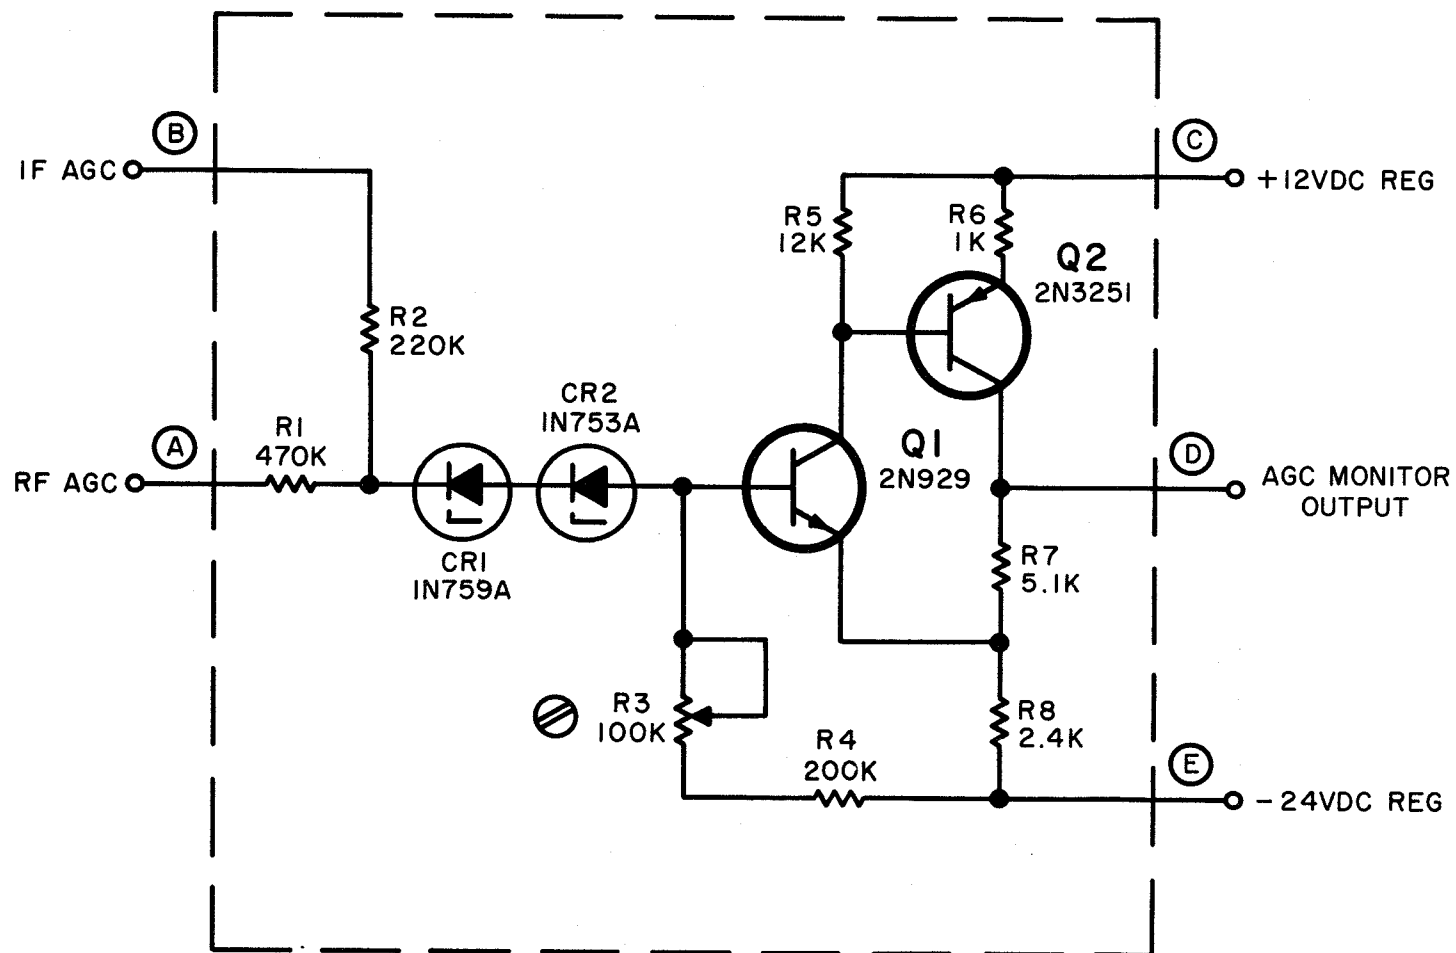 B
C
IF AGC
+12VDC REG
R5
12K
R6
1K
Q2
2N3251
R2
220K
CR2
1N753A
R1
470K
A
RF AGC
Q1
2N929
D
AGC MONITOR
OUTPUT
CR1
1N759A
R7
5.1K
R3
100K
R8
2.4K
R4
200K
E
-24VDC REG